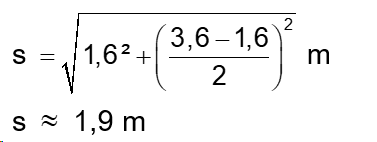 s = √(1,6² + ((3,6 − 1,6)/2)²) m
s ≈ 1,9 m